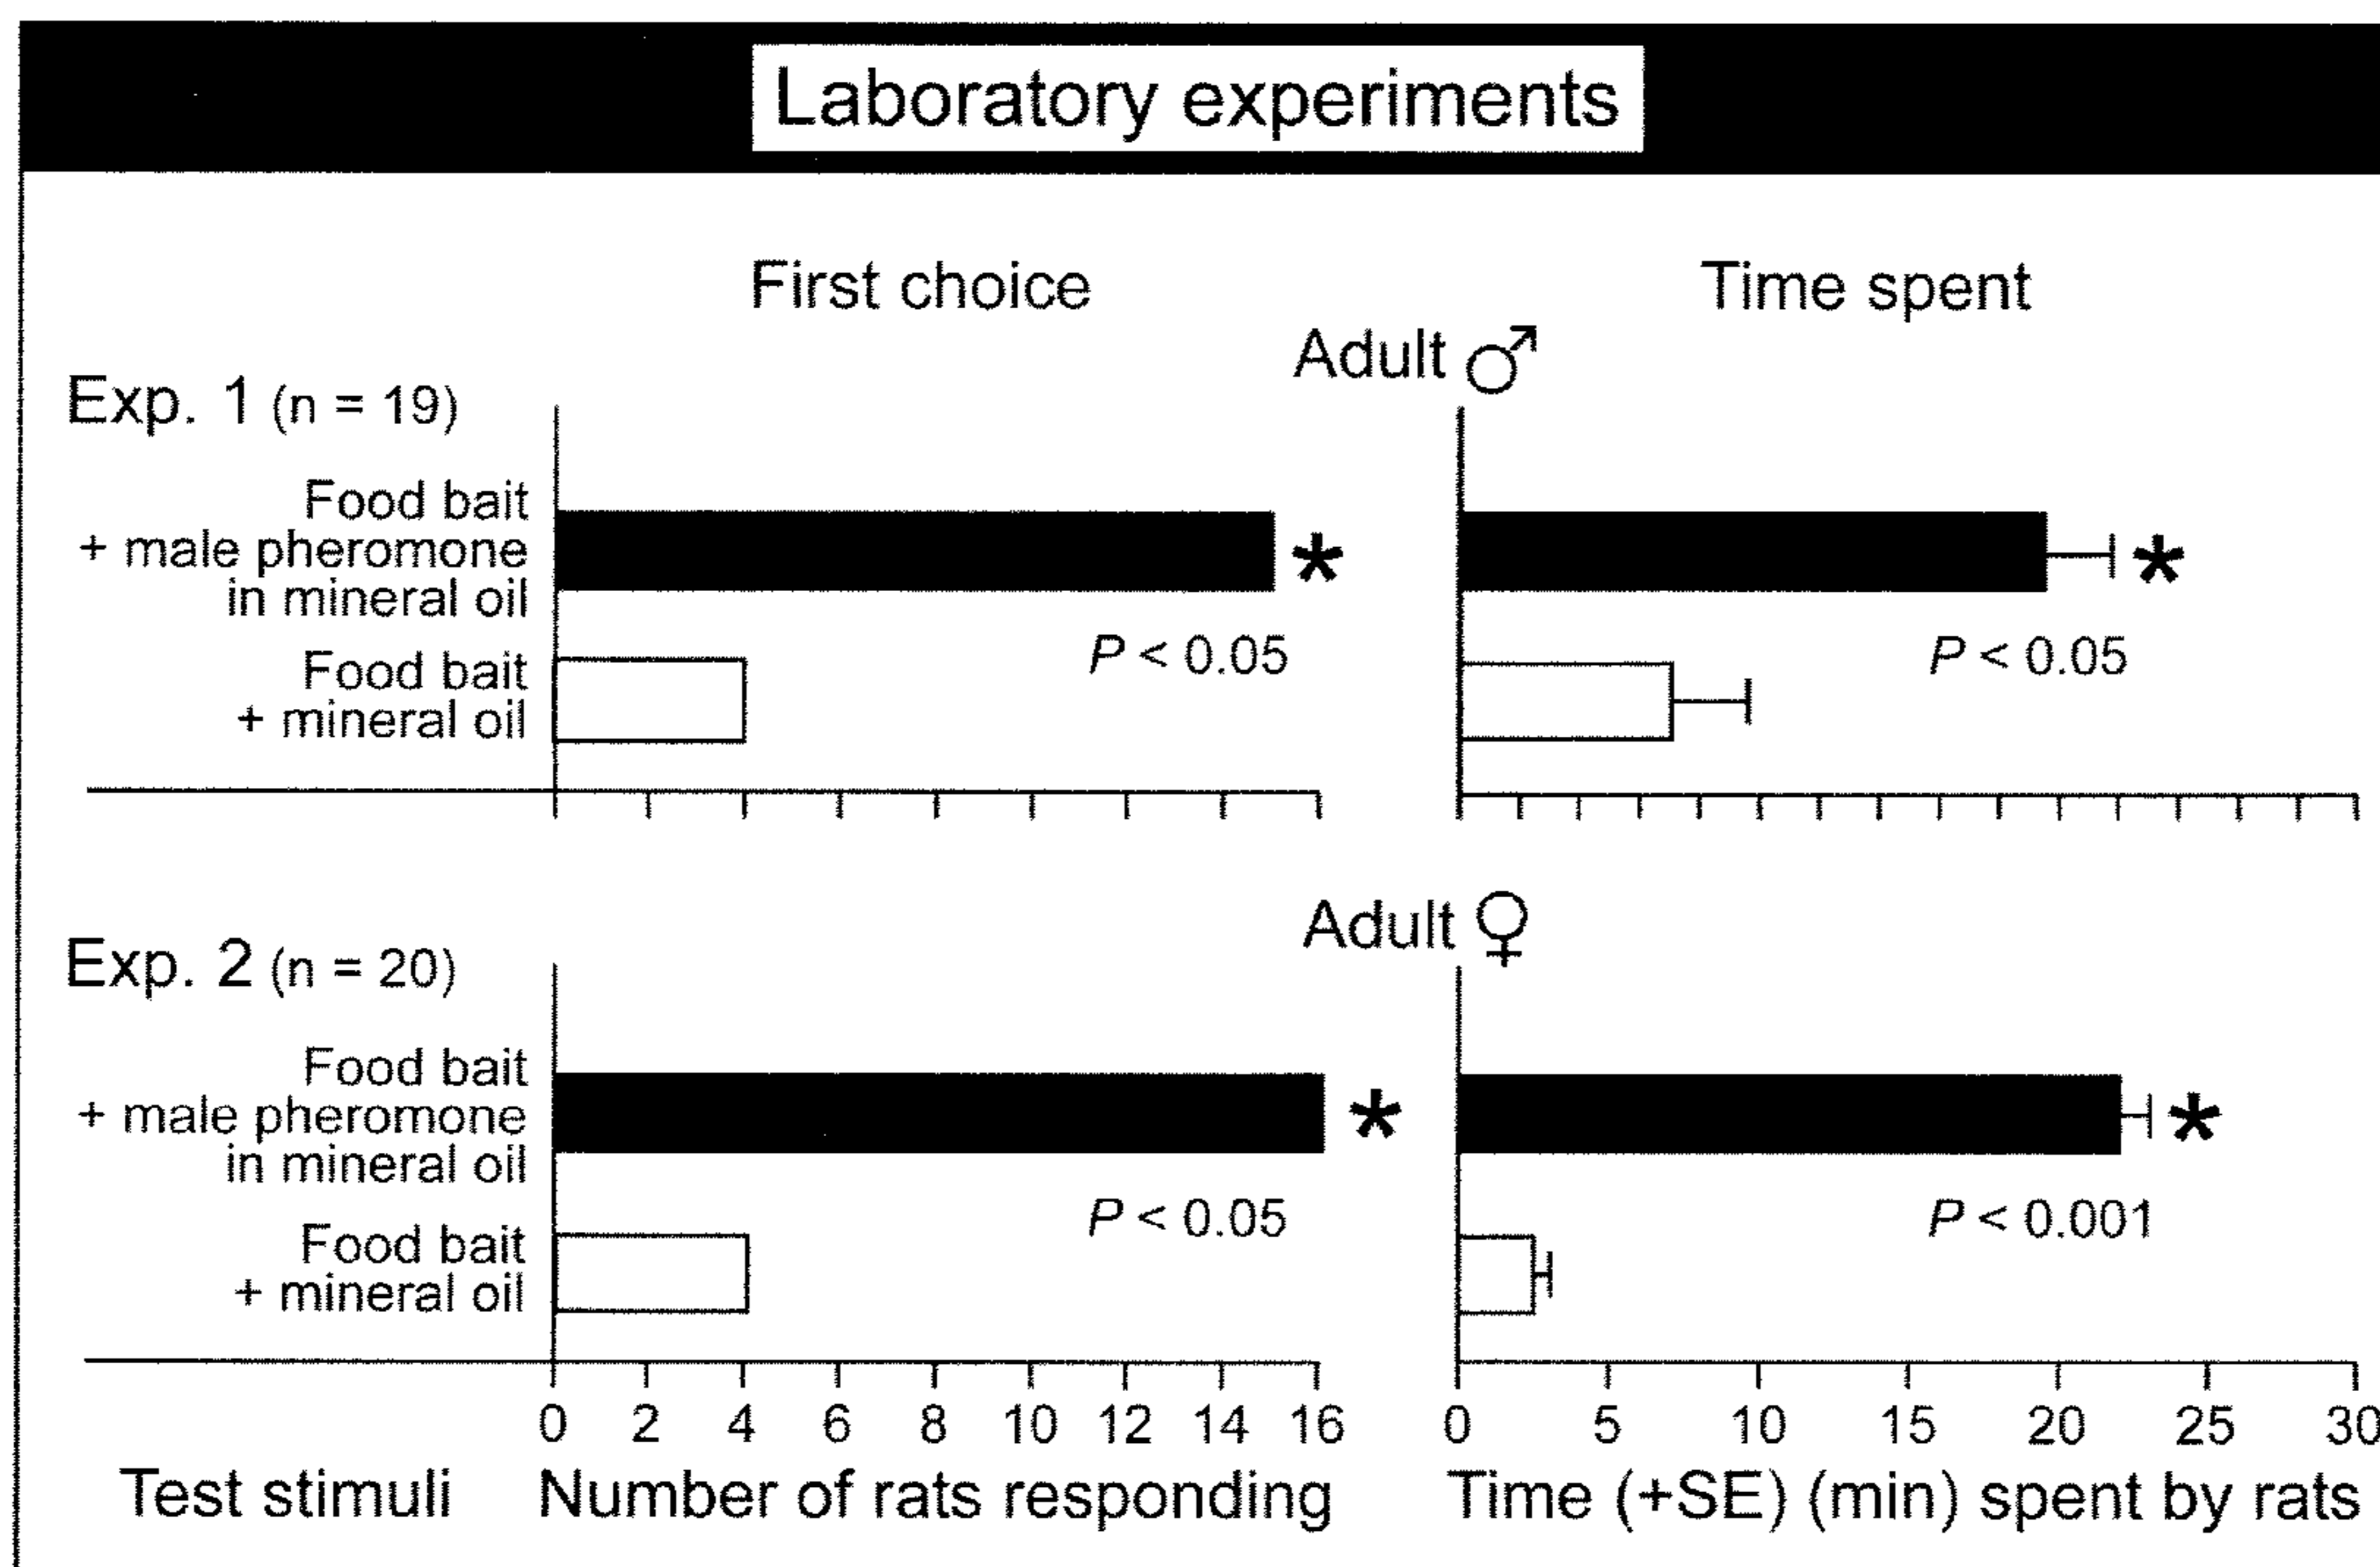 Laboratory experiments
First choice
Time spent
Adult ♂
Exp. 1 (n = 19)
Food bait
+ male pheromone
in mineral oil
*
*
P < 0.05
P < 0.05
Food bait
+ mineral oil
Adult ♀
Exp. 2 (n = 20)
Food bait
+ male pheromone
in mineral oil
*
*
P < 0.05
P < 0.001
Food bait
+ mineral oil
0 2 4 6 8 10 12 14 16
0 5 10 15 20 25 30
Test stimuli
Number of rats responding
Time (+SE) (min) spent by rats